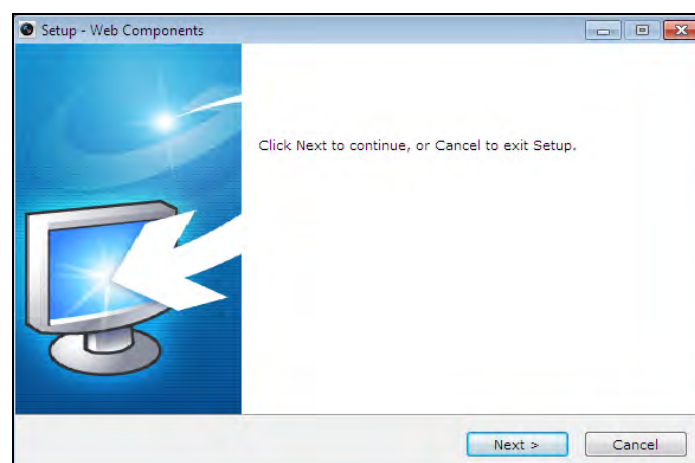 Setup - Web Components
Click Next to continue, or Cancel to exit Setup.
Next >
Cancel